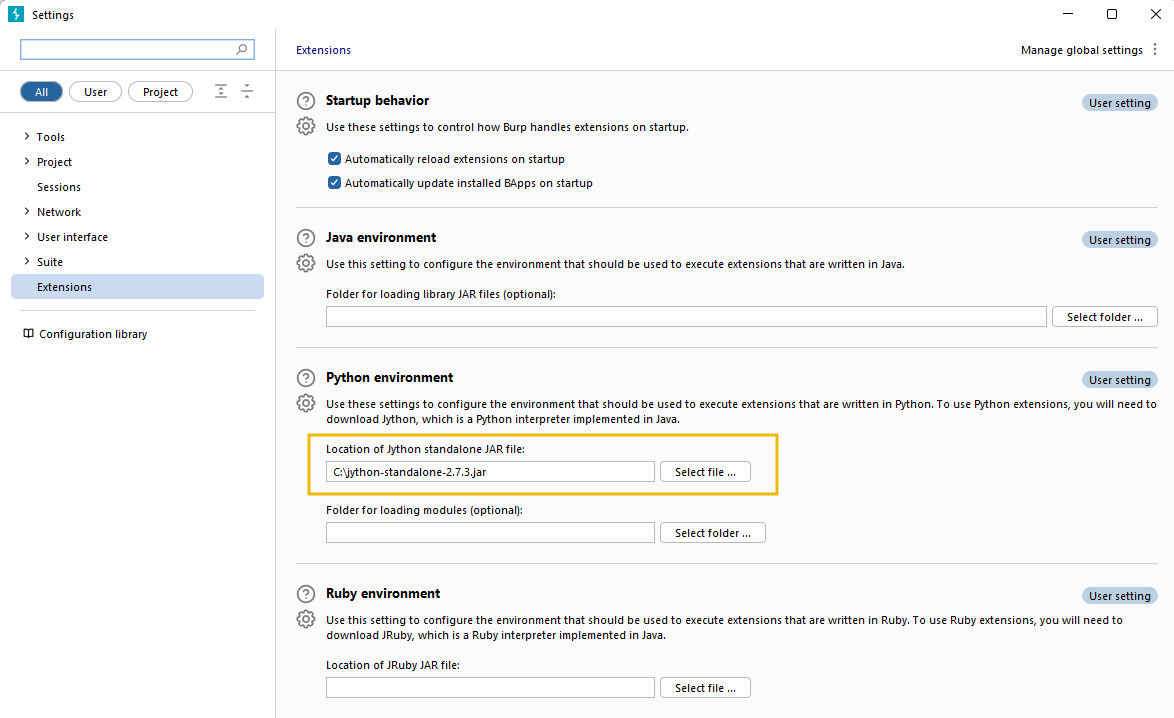 Settings
Extensions
Manage global settings
All
User
Project
Tools
Project
Sessions
Network
User interface
Suite
Extensions
Configuration library
Startup behavior
User setting
Use these settings to control how Burp handles extensions on startup.
Automatically reload extensions on startup
Automatically update installed BApps on startup
Java environment
User setting
Use this setting to configure the environment that should be used to execute extensions that are written in Java.
Folder for loading library JAR files (optional):
Select folder ...
Python environment
User setting
Use these settings to configure the environment that should be used to execute extensions that are written in Python. To use Python extensions, you will need to
download Jython, which is a Python interpreter implemented in Java.
Location of Jython standalone JAR file:
C:\jython-standalone-2.7.3.jar
Select file ...
Folder for loading modules (optional):
Select folder ...
Ruby environment
User setting
Use this setting to configure the environment that should be used to execute extensions that are written in Ruby. To use Ruby extensions, you will need to
download JRuby, which is a Ruby interpreter implemented in Java.
Location of JRuby JAR file:
Select file ...